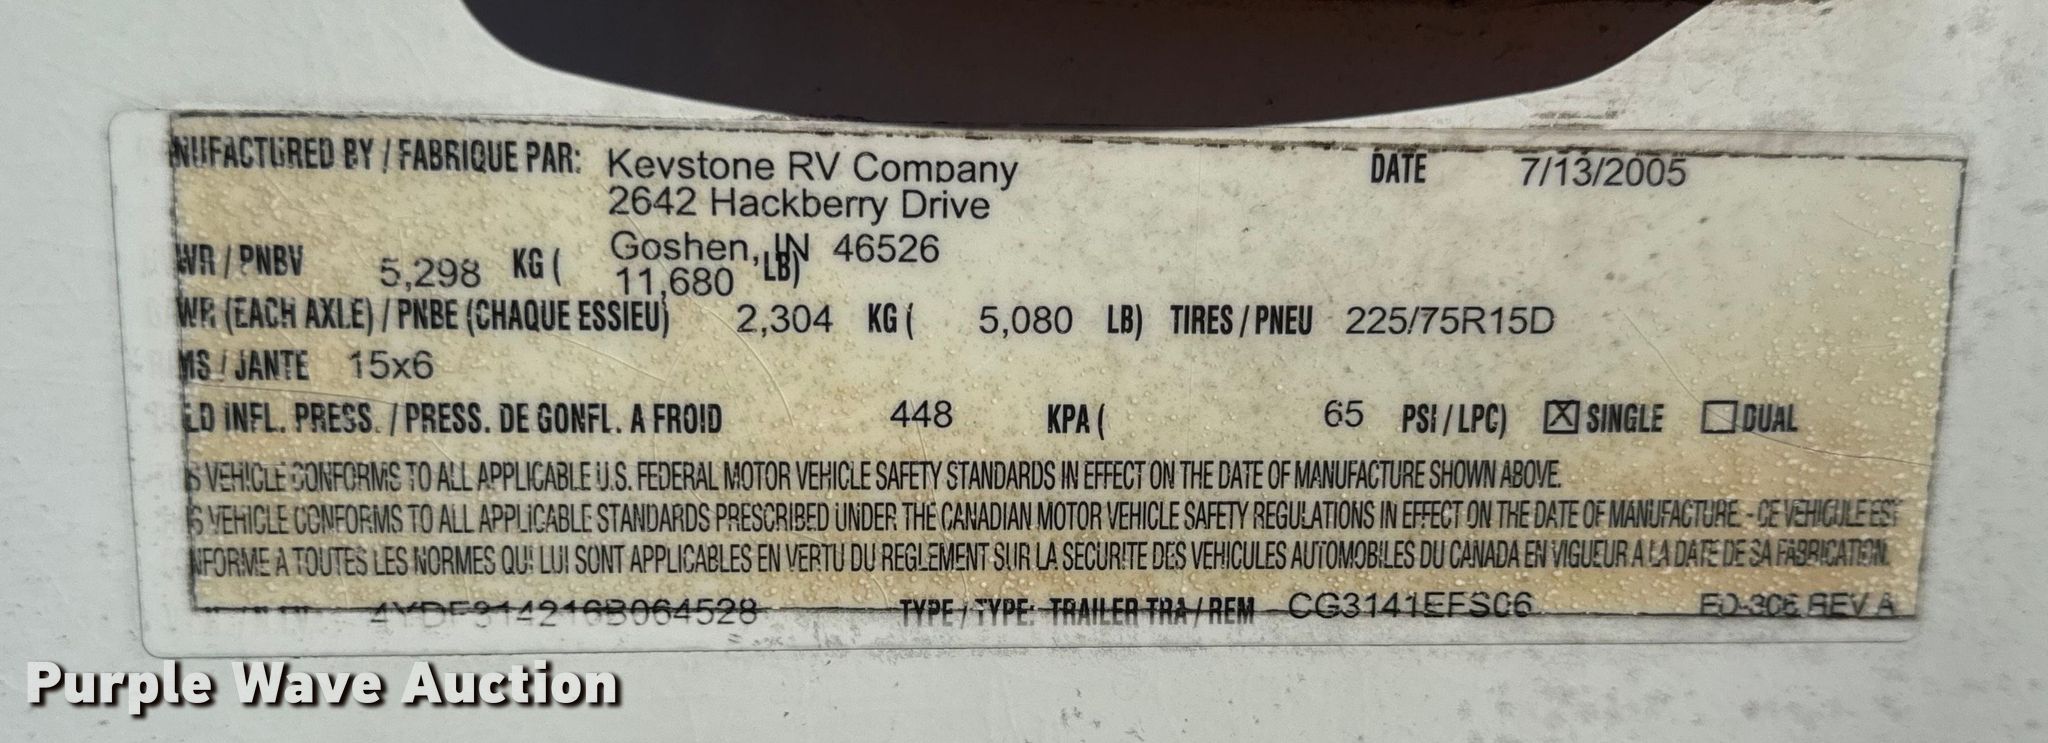 NUFACTURED BY / FABRIQUE PAR: Keystone RV Company DATE 7/13/2005
2642 Hackberry Drive
Goshen, IN 46526
WR / PNBV 5,298 KG ( 11,680 LB)
WR (EACH AXLE) / PNBE (CHAQUE ESSIEU) 2,304 KG ( 5,080 LB) TIRES / PNEU 225/75R15D
MS / JANTE 15x6
LD INFL. PRESS. / PRESS. DE GONFL. A FROID 448 KPA ( 65 PSI / LPC) ☒ SINGLE ☐ DUAL
S VEHICLE CONFORMS TO ALL APPLICABLE U.S. FEDERAL MOTOR VEHICLE SAFETY STANDARDS IN EFFECT ON THE DATE OF MANUFACTURE SHOWN ABOVE.
S VEHICLE CONFORMS TO ALL APPLICABLE STANDARDS PRESCRIBED UNDER THE CANADIAN MOTOR VEHICLE SAFETY REGULATIONS IN EFFECT ON THE DATE OF MANUFACTURE. - CE VEHICULE EST
NFORME A TOUTES LES NORMES QUI LUI SONT APPLICABLES EN VERTU DU REGLEMENT SUR LA SECURITE DES VEHICULES AUTOMOBILES DU CANADA EN VIGUEUR A LA DATE DE SA FABRICATION.
4YDF314216B064528 TYPE / TYPE: TRAILER TRA / REM CG3141EFS06 ED-306 REV A
Purple Wave Auction